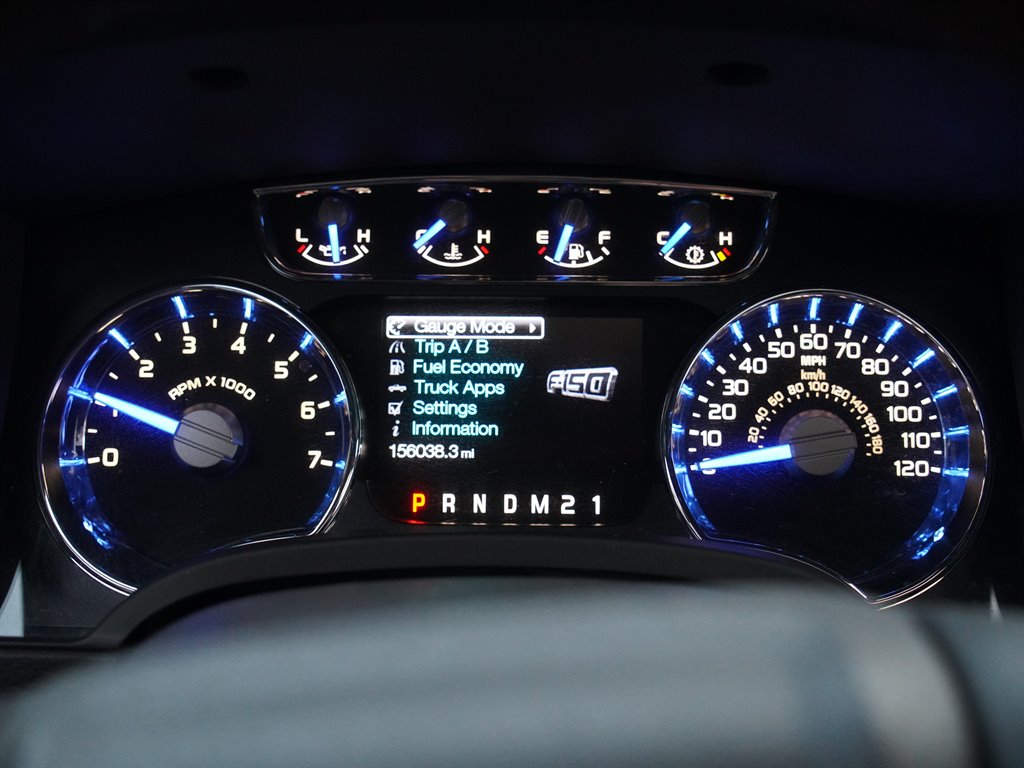 L H
C H
E F
C H
0 1 2 3 4 5 6 7
RPM X 1000
Gauge Mode
Trip A / B
Fuel Economy
Truck Apps
Settings
i Information
156038.3 mi
F-150
P R N D M 2 1
0 10 20 30 40 50 60 70 80 90 100 110 120
MPH
km/h
20 40 60 80 100 120 140 160 180